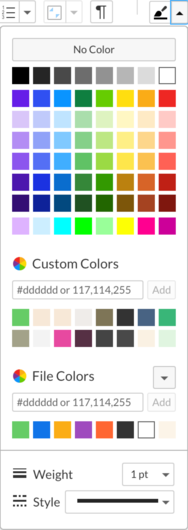 No Color
Custom Colors
#dddddd or 117,114,255 Add
File Colors
#dddddd or 117,114,255 Add
Weight 1 pt
Style